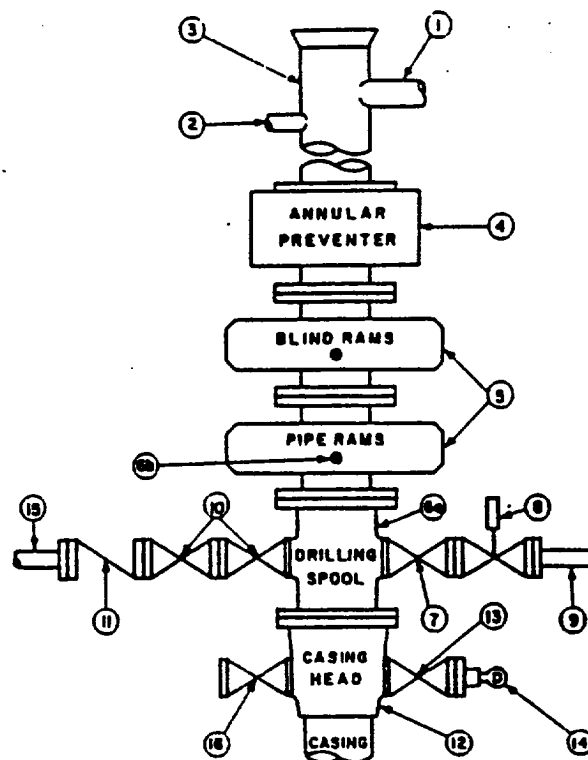 3
1
2
ANNULAR
PREVENTER
4
BLIND RAMS
5
PIPE RAMS
6b
15
10
6a
8
DRILLING
SPOOL
11
7
9
13
CASING
HEAD
16
12
14
CASING